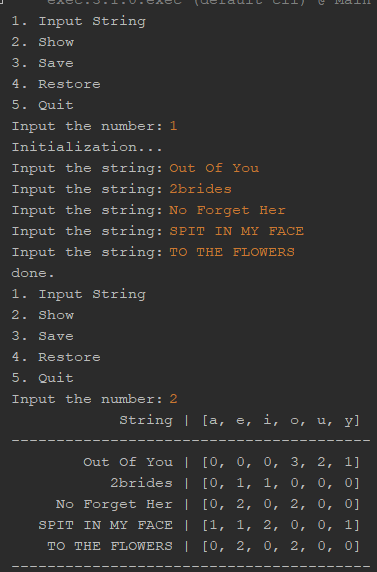 exec:3.1.0:exec (default-cli) @ Main
1. Input String
2. Show
3. Save
4. Restore
5. Quit
Input the number: 1
Initialization...
Input the string: Out Of You
Input the string: 2brides
Input the string: No Forget Her
Input the string: SPIT IN MY FACE
Input the string: TO THE FLOWERS
done.
1. Input String
2. Show
3. Save
4. Restore
5. Quit
Input the number: 2
String | [a, e, i, o, u, y]
----------------------------------------
Out Of You | [0, 0, 0, 3, 2, 1]
2brides | [0, 1, 1, 0, 0, 0]
No Forget Her | [0, 2, 0, 2, 0, 0]
SPIT IN MY FACE | [1, 1, 2, 0, 0, 1]
TO THE FLOWERS | [0, 2, 0, 2, 0, 0]
----------------------------------------